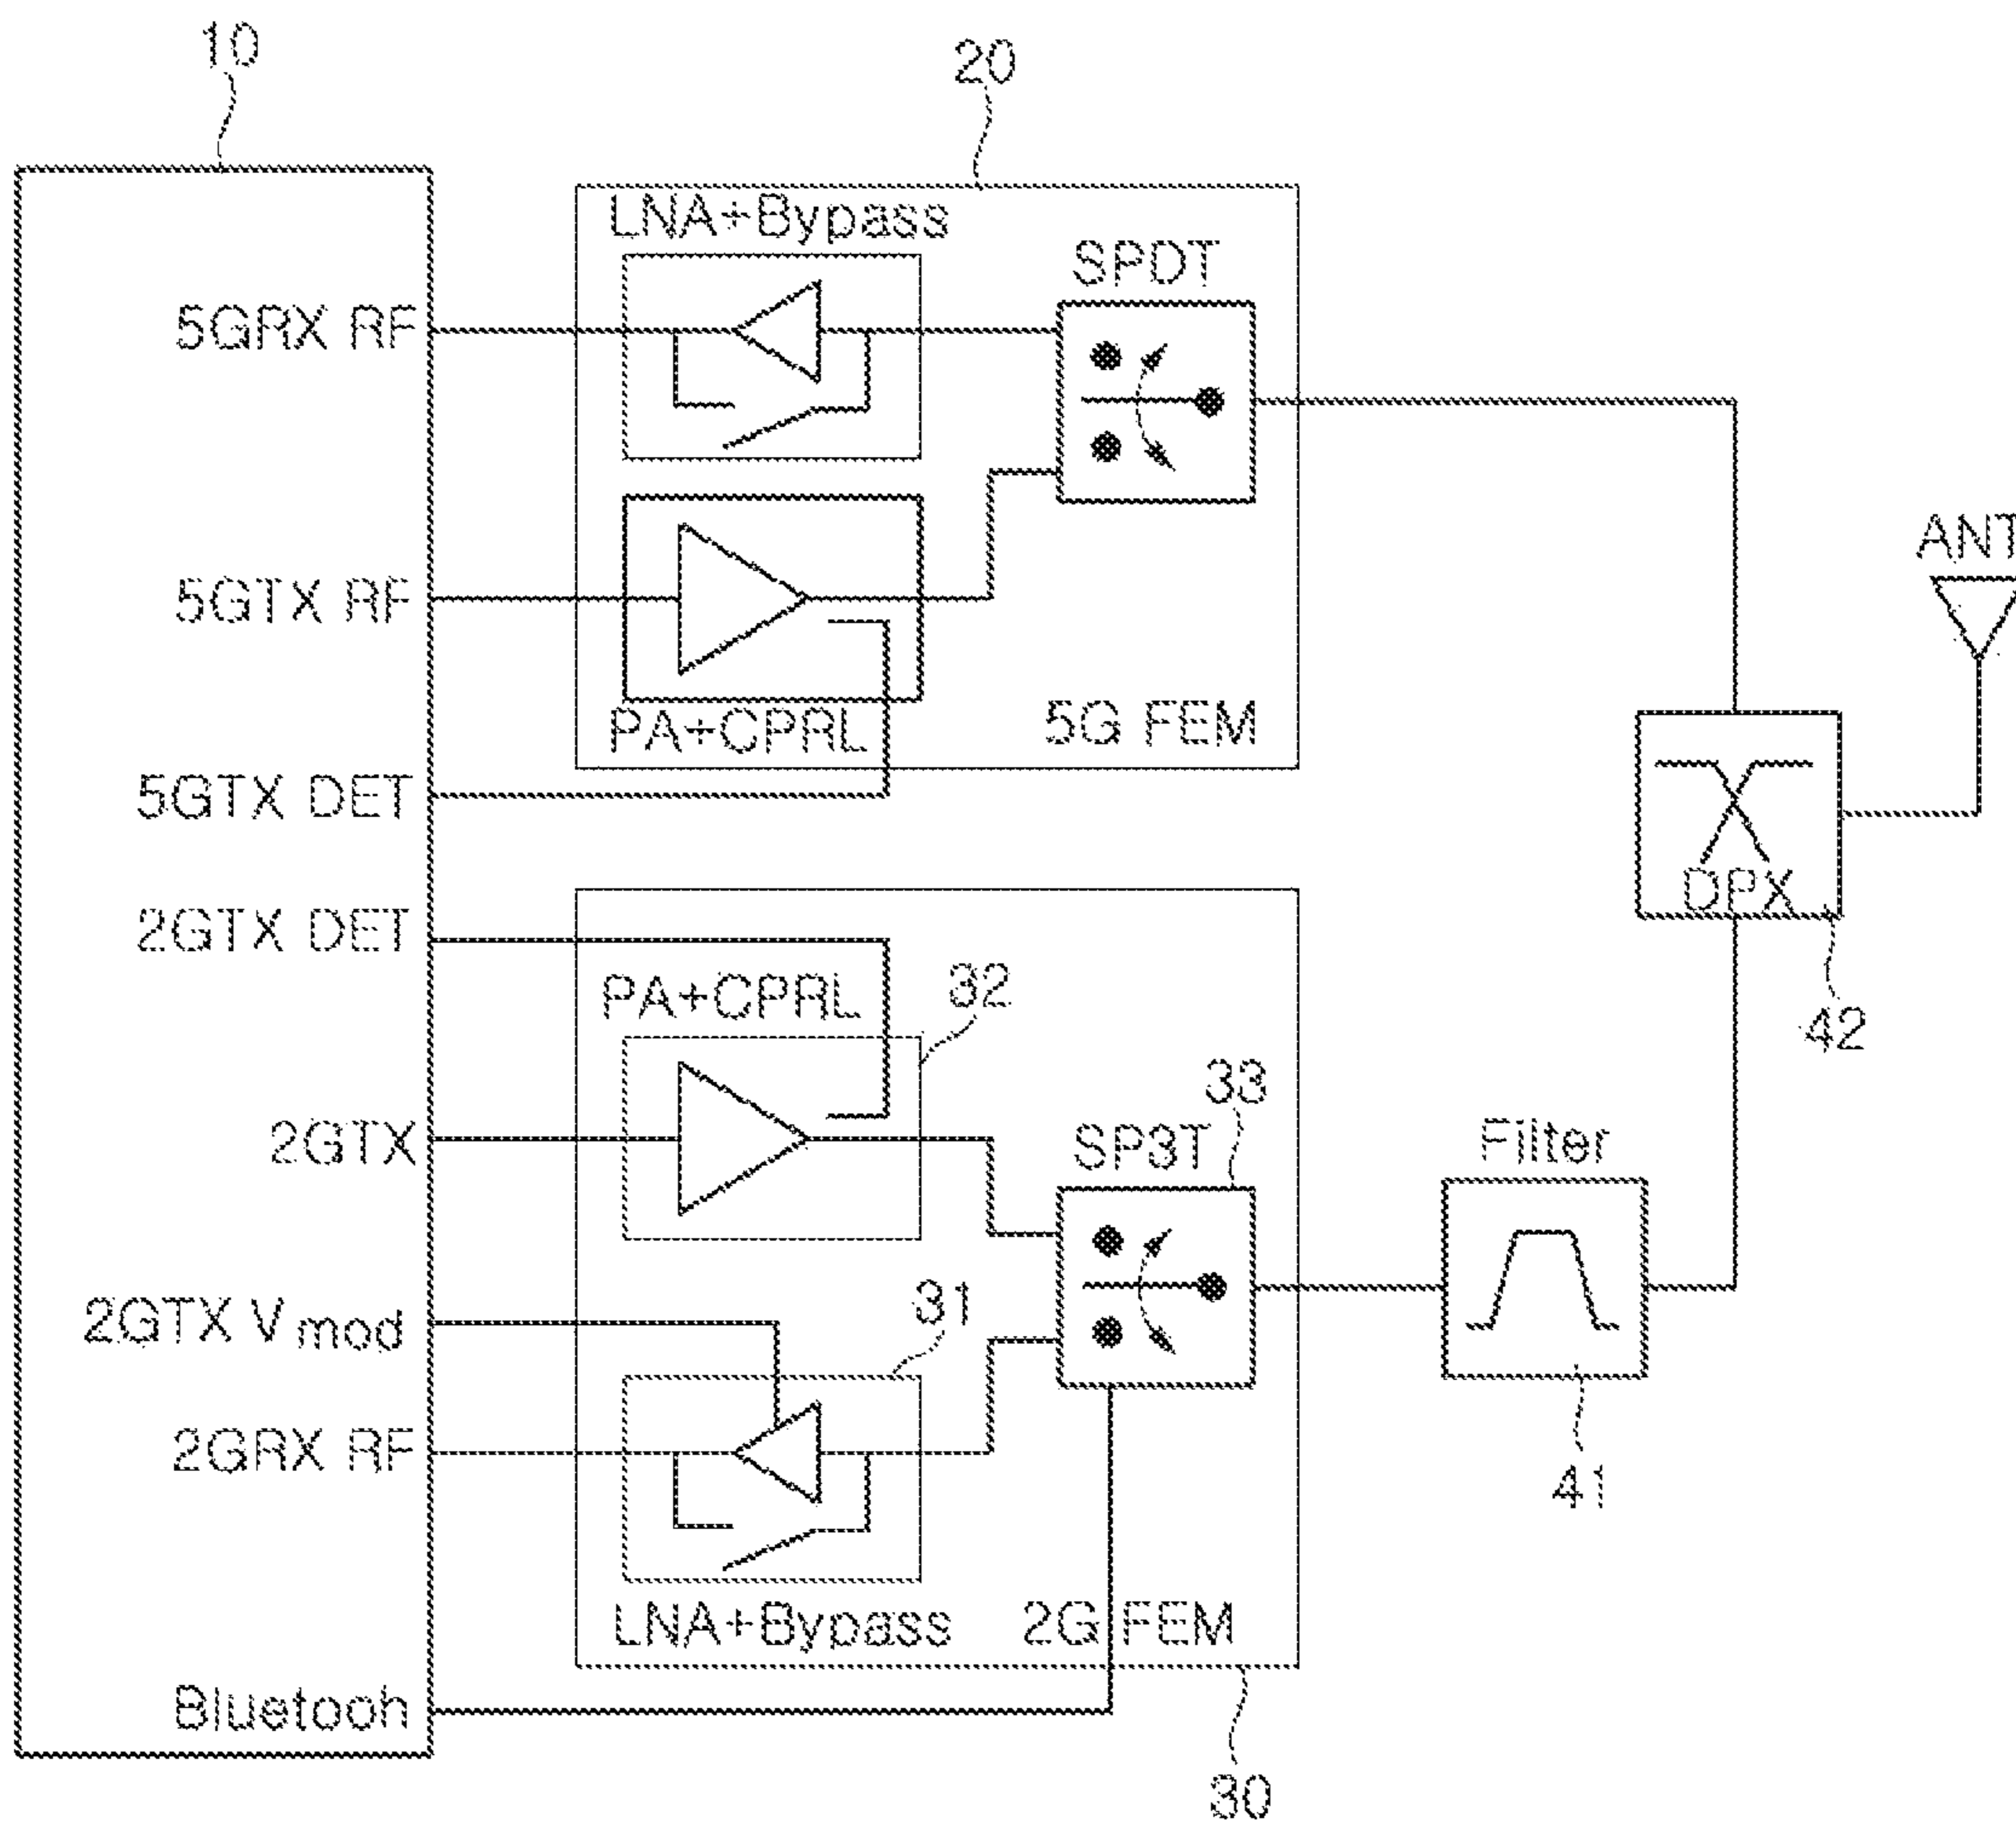 10
20
LNA+Bypass
SPDT
5GRX RF
ANT
5GTX RF
PA+CPRL
5G FEM
5GTX DET
DPX
2GTX DET
PA+CPRL
32
42
33
2GTX
SP3T
Filter
2GTX Vmod
31
2GRX RF
41
LNA+Bypass
2G FEM
Bluetooh
30